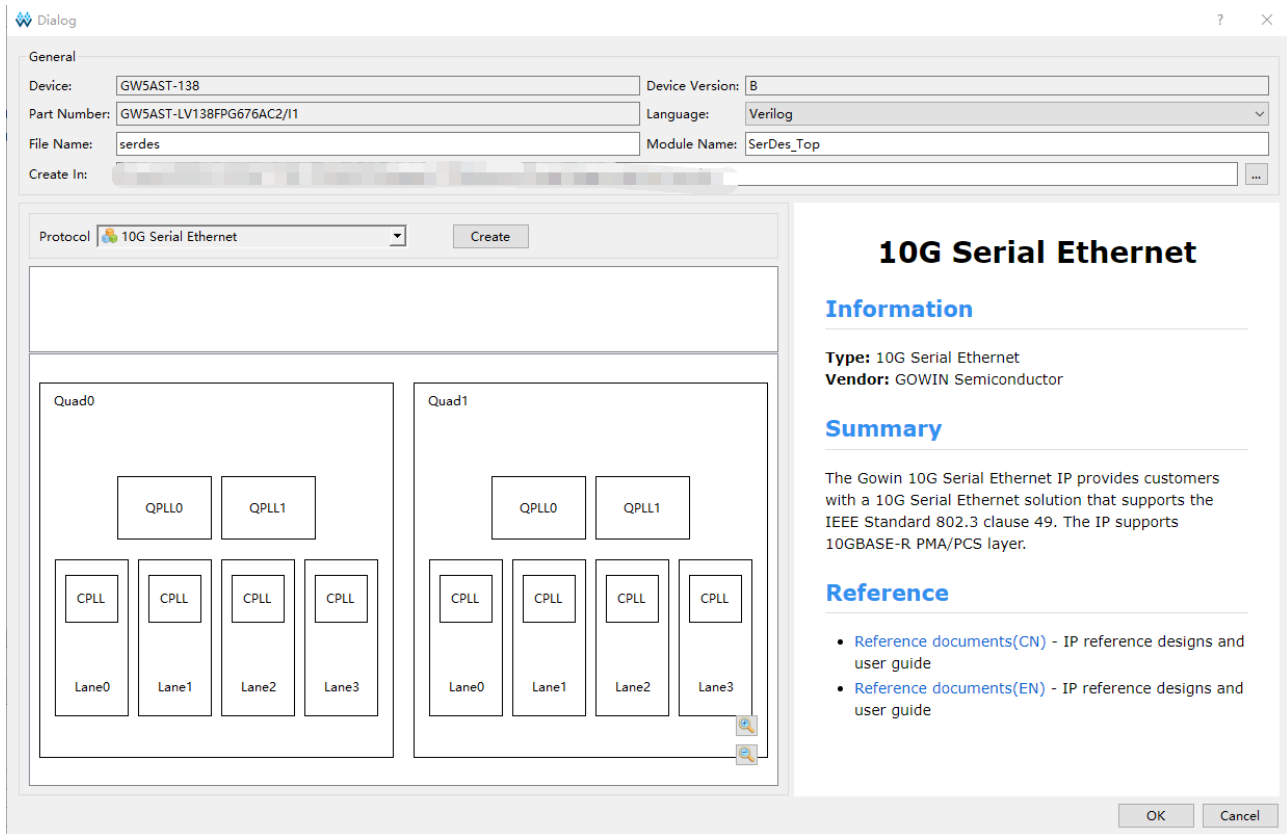 Dialog
General
Device: GW5AST-138 Device Version: B
Part Number: GW5AST-LV138FPG676AC2/I1 Language: Verilog
File Name: serdes Module Name: SerDes_Top
Create In: ...
Protocol 10G Serial Ethernet Create
Quad0
QPLL0 QPLL1
CPLL CPLL CPLL CPLL
Lane0 Lane1 Lane2 Lane3
Quad1
QPLL0 QPLL1
CPLL CPLL CPLL CPLL
Lane0 Lane1 Lane2 Lane3
10G Serial Ethernet
Information
Type: 10G Serial Ethernet
Vendor: GOWIN Semiconductor
Summary
The Gowin 10G Serial Ethernet IP provides customers
with a 10G Serial Ethernet solution that supports the
IEEE Standard 802.3 clause 49. The IP supports
10GBASE-R PMA/PCS layer.
Reference
• Reference documents(CN) - IP reference designs and
user guide
• Reference documents(EN) - IP reference designs and
user guide
OK Cancel